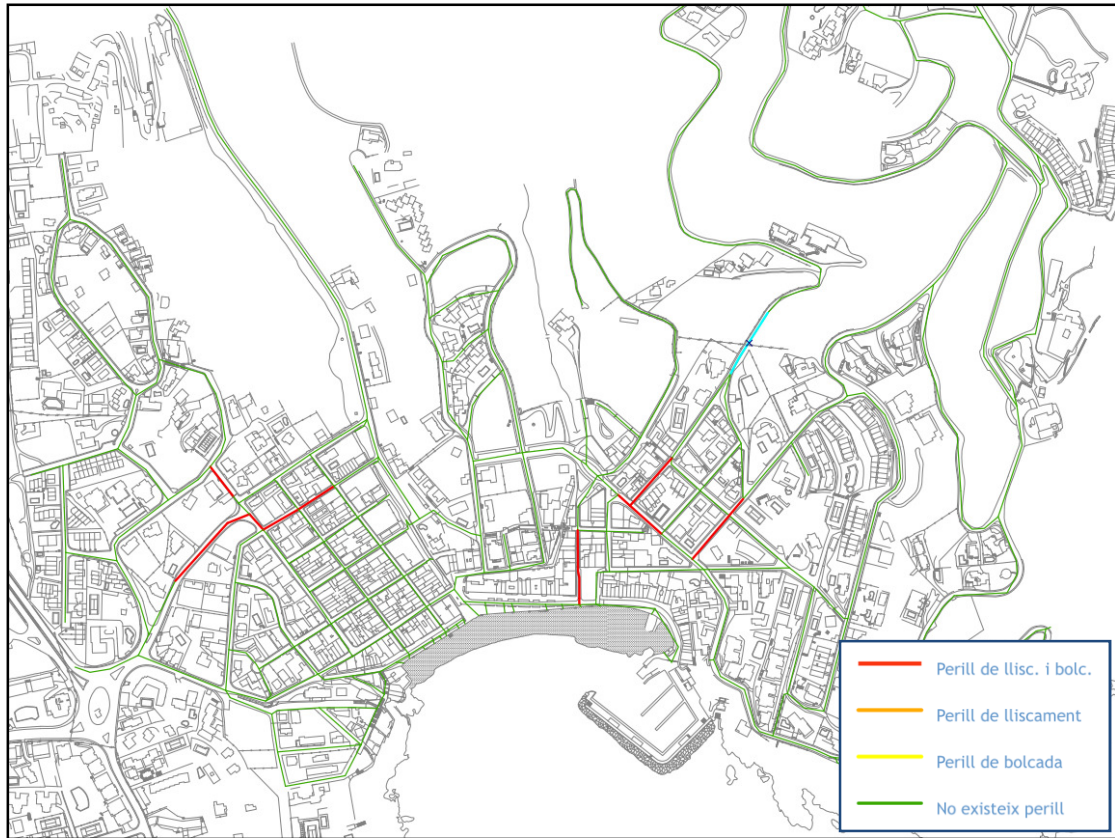 Perill de llisc. i bolc.
Perill de lliscament
Perill de bolcada
No existeix perill